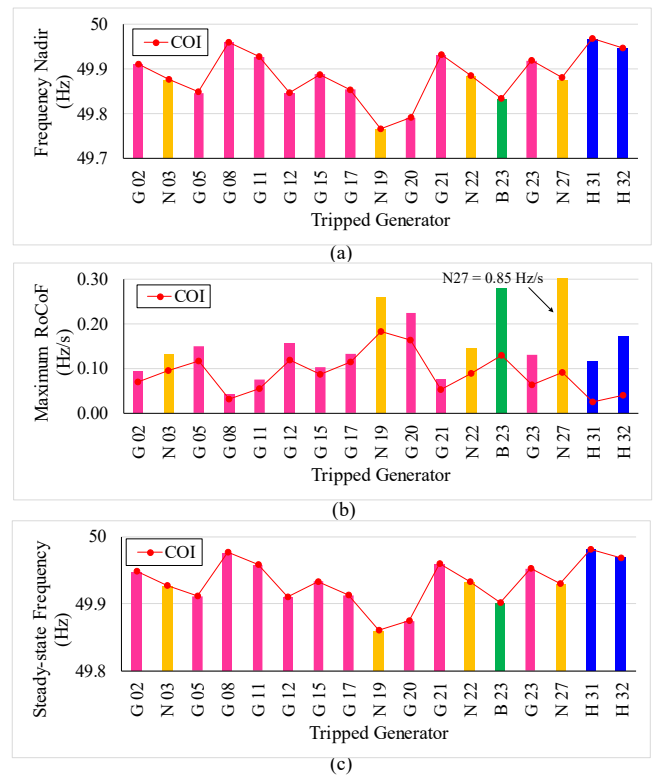 50
49.9
49.8
49.7
Frequency Nadir
(Hz)
COI
G 02
N 03
G 05
G 08
G 11
G 12
G 15
G 17
N 19
G 20
G 21
N 22
B 23
G 23
N 27
H 31
H 32
Tripped Generator
(a)
0.30
0.20
0.10
0.00
Maximum RoCoF
(Hz/s)
COI
N27 = 0.85 Hz/s
G 02
N 03
G 05
G 08
G 11
G 12
G 15
G 17
N 19
G 20
G 21
N 22
B 23
G 23
N 27
H 31
H 32
Tripped Generator
(b)
50
49.9
49.8
Steady-state Frequency
(Hz)
COI
G 02
N 03
G 05
G 08
G 11
G 12
G 15
G 17
N 19
G 20
G 21
N 22
B 23
G 23
N 27
H 31
H 32
Tripped Generator
(c)